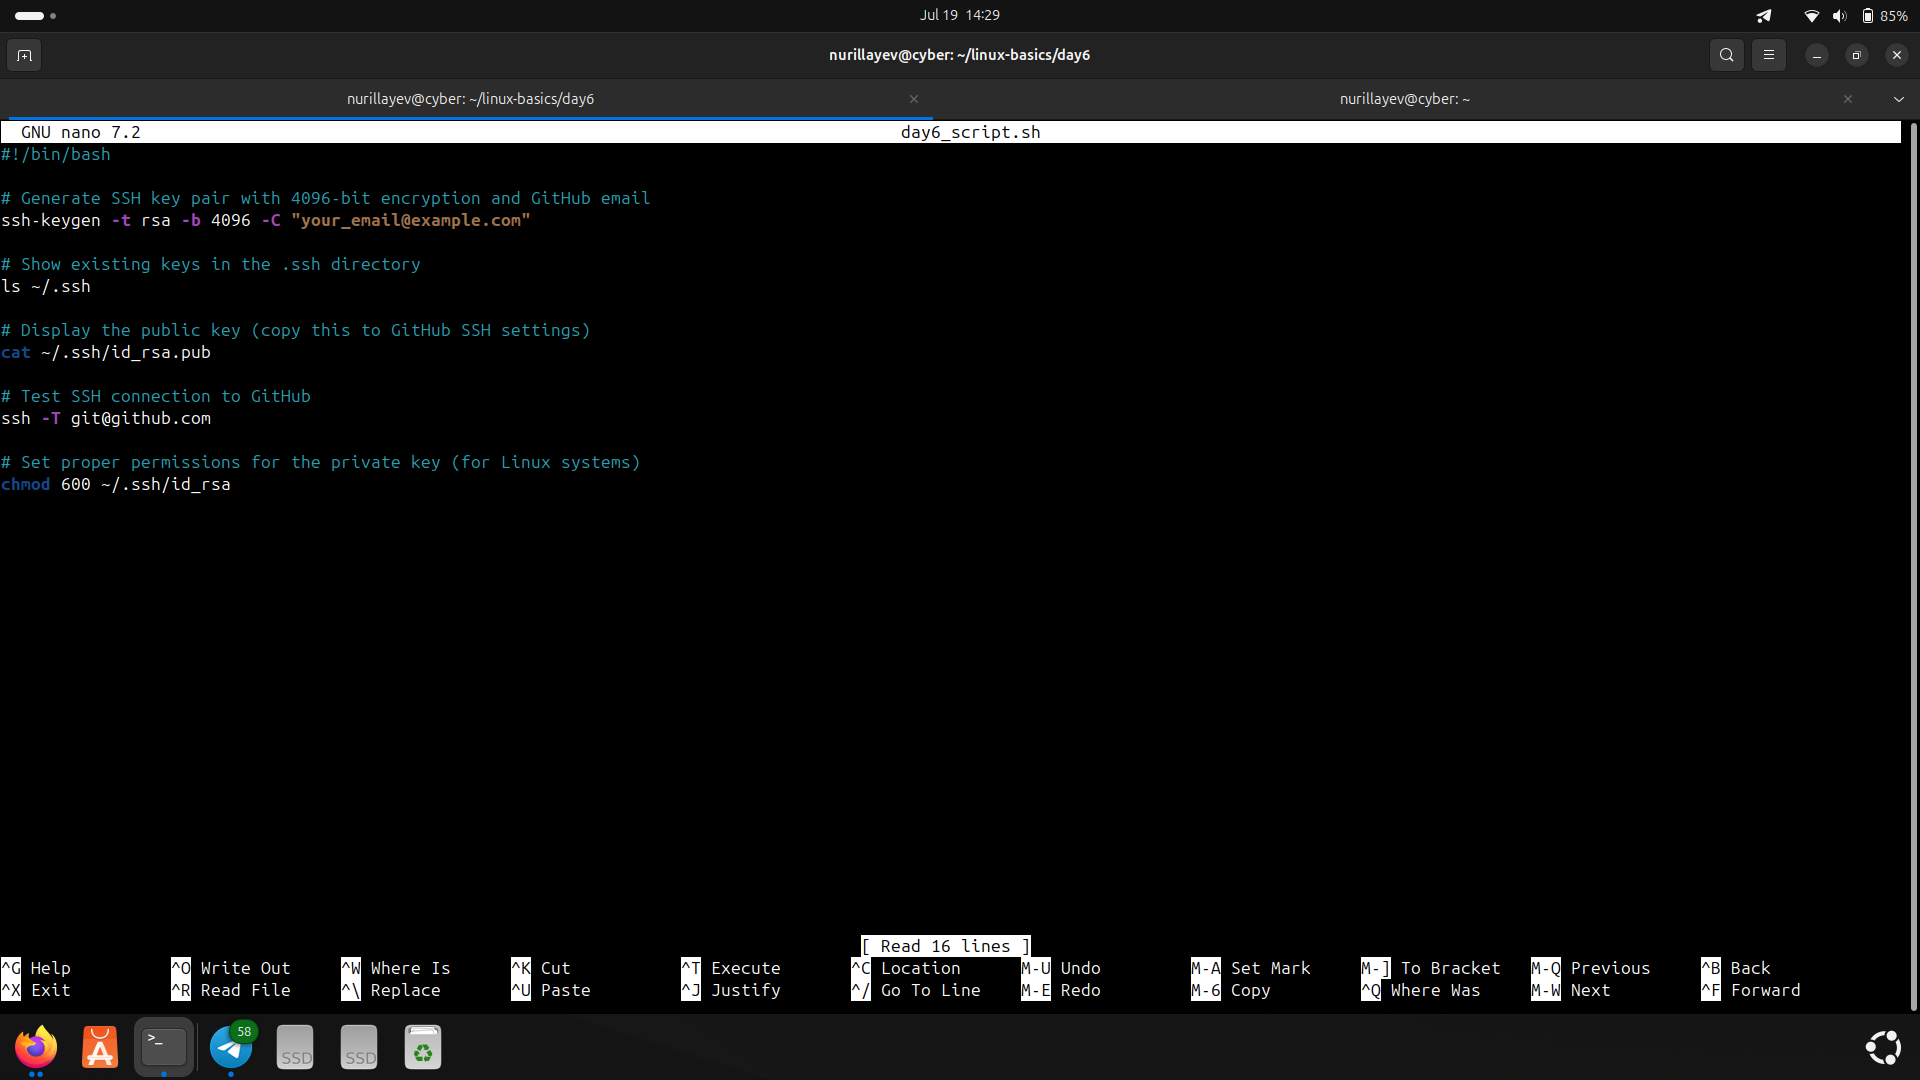 Jul 19 14:29
85%
nurillayev@cyber: ~/linux-basics/day6
nurillayev@cyber: ~/linux-basics/day6
nurillayev@cyber: ~
GNU nano 7.2 day6_script.sh
#!/bin/bash
# Generate SSH key pair with 4096-bit encryption and GitHub email
ssh-keygen -t rsa -b 4096 -C "your_email@example.com"
# Show existing keys in the .ssh directory
ls ~/.ssh
# Display the public key (copy this to GitHub SSH settings)
cat ~/.ssh/id_rsa.pub
# Test SSH connection to GitHub
ssh -T git@github.com
# Set proper permissions for the private key (for Linux systems)
chmod 600 ~/.ssh/id_rsa
[ Read 16 lines ]
^G Help ^O Write Out ^W Where Is ^K Cut ^T Execute ^C Location M-U Undo M-A Set Mark M-] To Bracket M-Q Previous ^B Back
^X Exit ^R Read File ^\ Replace ^U Paste ^J Justify ^/ Go To Line M-E Redo M-6 Copy ^Q Where Was M-W Next ^F Forward
>_
58
SSD
SSD